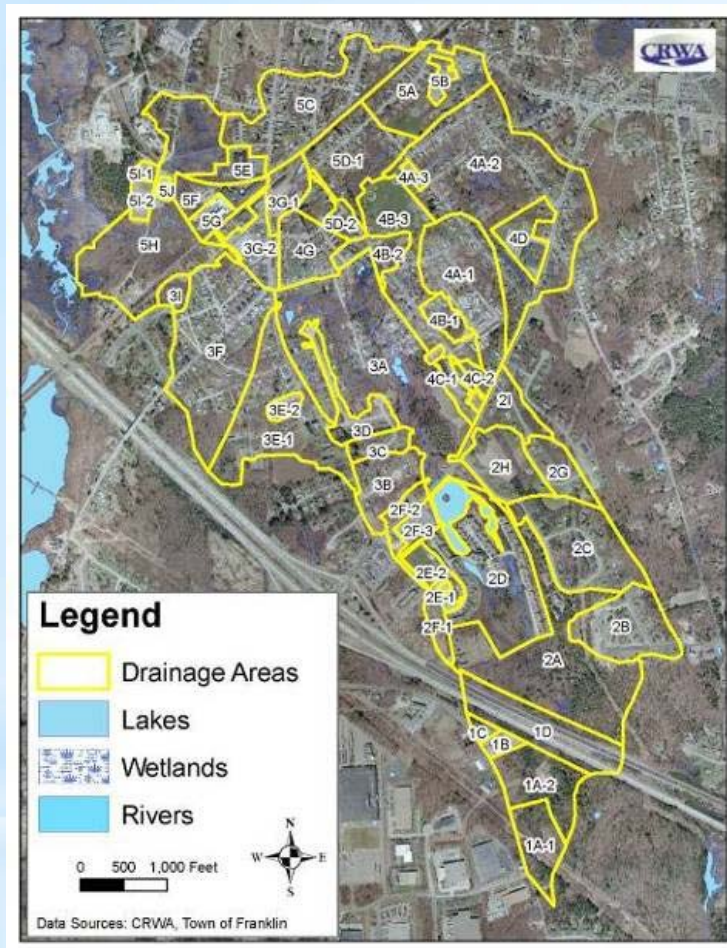 CRWA
5B
5A
5C
5D-1
4A-3
4A-2
5E
5I-1
5J
5F
5I-2
3G-1
5G
5D-2
4B-3
4D
5H
3G-2
4G
4B-2
4A-1
3I
4B-1
3F
3A
4C-1
4C-2
2I
3E-2
3D
3E-1
3C
2H
2G
3B
2F-2
2F-3
2C
2E-2
2D
2E-1
2B
2F-1
2A
1C
1D
1B
1A-2
1A-1
Legend
Drainage Areas
Lakes
Wetlands
Rivers
N
W E
S
0 500 1,000 Feet
Data Sources: CRWA, Town of Franklin